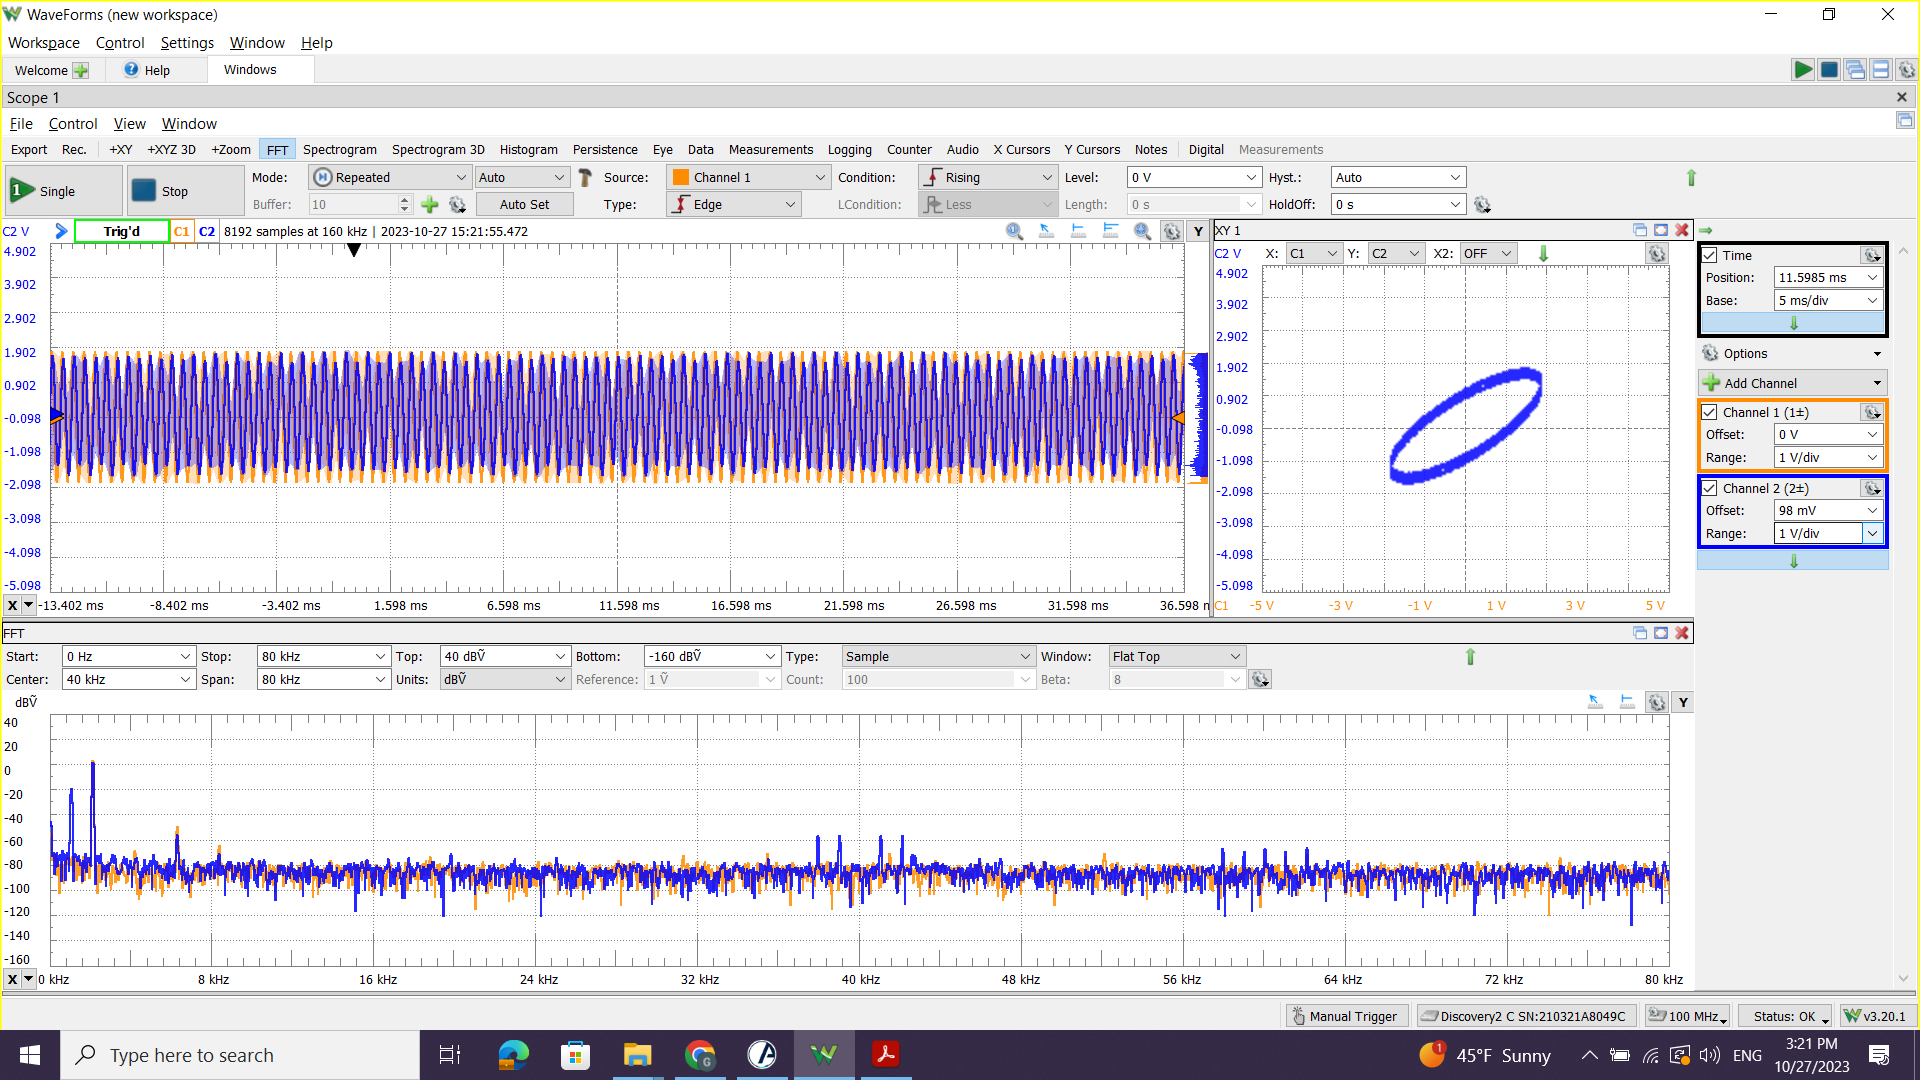 WaveForms (new workspace)
Workspace Control Settings Window Help
Welcome Help Windows
Scope 1
File Control View Window
Export Rec. +XY +XYZ 3D +Zoom FFT Spectrogram Spectrogram 3D Histogram Persistence Eye Data Measurements Logging Counter Audio X Cursors Y Cursors Notes Digital Measurements
1 Single Stop Mode: Repeated Auto Source: Channel 1 Condition: Rising Level: 0 V Hyst.: Auto
Buffer: 10 Auto Set Type: Edge LCondition: Less Length: 0 s HoldOff: 0 s
C2 V Trig'd C1 C2 8192 samples at 160 kHz | 2023-10-27 15:21:55.472 Y
4.902
3.902
2.902
1.902
0.902
-0.098
-1.098
-2.098
-3.098
-4.098
-5.098
X -13.402 ms -8.402 ms -3.402 ms 1.598 ms 6.598 ms 11.598 ms 16.598 ms 21.598 ms 26.598 ms 31.598 ms 36.598
XY 1
C2 V X: C1 Y: C2 X2: OFF
4.902
3.902
2.902
1.902
0.902
-0.098
-1.098
-2.098
-3.098
-4.098
-5.098
C1 -5 V -3 V -1 V 1 V 3 V 5 V
Time
Position: 11.5985 ms
Base: 5 ms/div
Options
Add Channel
Channel 1 (1±)
Offset: 0 V
Range: 1 V/div
Channel 2 (2±)
Offset: 98 mV
Range: 1 V/div
FFT
Start: 0 Hz Stop: 80 kHz Top: 40 dBṼ Bottom: -160 dBṼ Type: Sample Window: Flat Top
Center: 40 kHz Span: 80 kHz Units: dBṼ Reference: 1 Ṽ Count: 100 Beta: 8
dBṼ Y
40
20
0
-20
-40
-60
-80
-100
-120
-140
-160
X 0 kHz 8 kHz 16 kHz 24 kHz 32 kHz 40 kHz 48 kHz 56 kHz 64 kHz 72 kHz 80 kHz
Manual Trigger Discovery2 C SN:210321A8049C 100 MHz Status: OK v3.20.1
Type here to search 1 45°F Sunny ENG 3:21 PM
10/27/2023